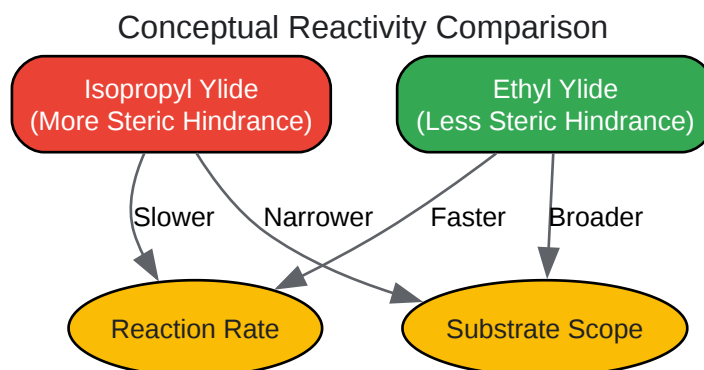 Conceptual Reactivity Comparison
Isopropyl Ylide
(More Steric Hindrance)
Ethyl Ylide
(Less Steric Hindrance)
Slower
Narrower
Faster
Broader
Reaction Rate
Substrate Scope